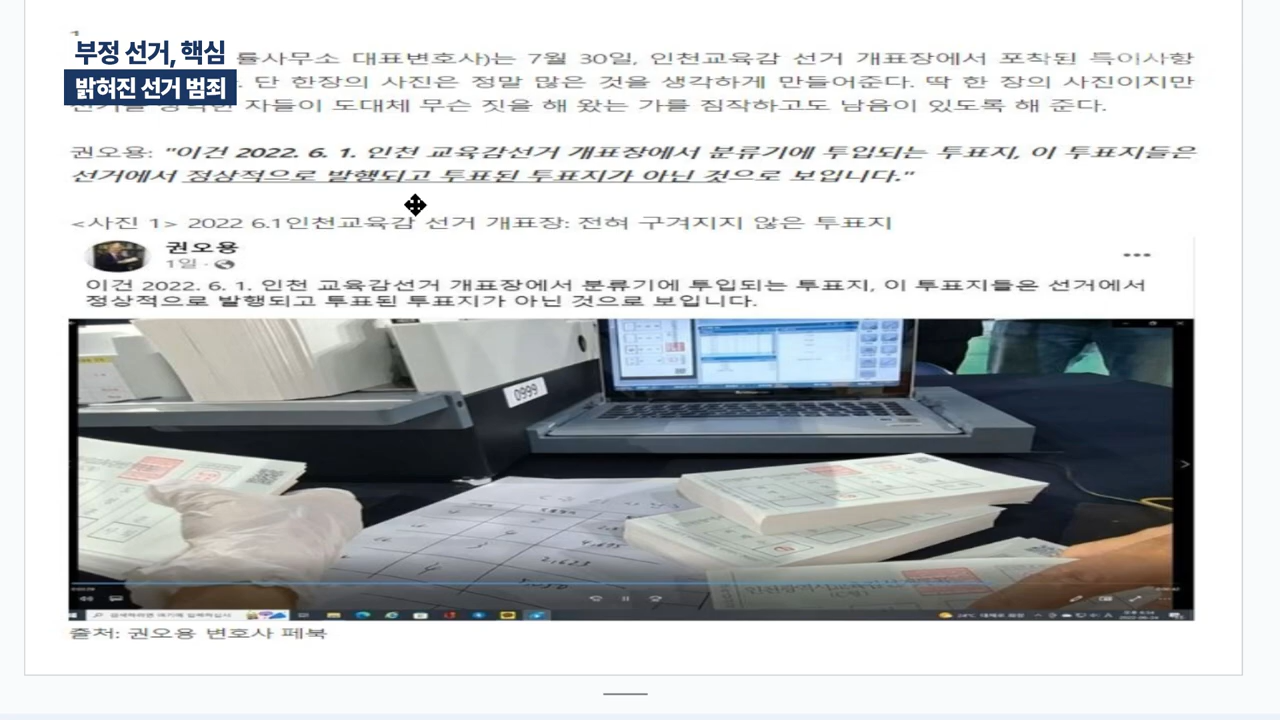 부정 선거, 핵심
밝혀진 선거 범죄
률사무소 대표변호사)는 7월 30일, 인천교육감 선거 개표장에서 포착된 특이사항
. 단 한장의 사진은 정말 많은 것을 생각하게 만들어준다. 딱 한 장의 사진이지만
자들이 도대체 무슨 짓을 해 왔는 가를 짐작하고도 남음이 있도록 해 준다.
권오용: "이건 2022. 6. 1. 인천 교육감선거 개표장에서 분류기에 투입되는 투표지, 이 투표지들은
선거에서 정상적으로 발행되고 투표된 투표지가 아닌 것으로 보입니다."
<사진 1> 2022 6.1인천교육감 선거 개표장: 전혀 구겨지지 않은 투표지
권오용
1일 ·
이건 2022. 6. 1. 인천 교육감선거 개표장에서 분류기에 투입되는 투표지, 이 투표지들은 선거에서
정상적으로 발행되고 투표된 투표지가 아닌 것으로 보입니다.
0999
출처: 권오용 변호사 페북